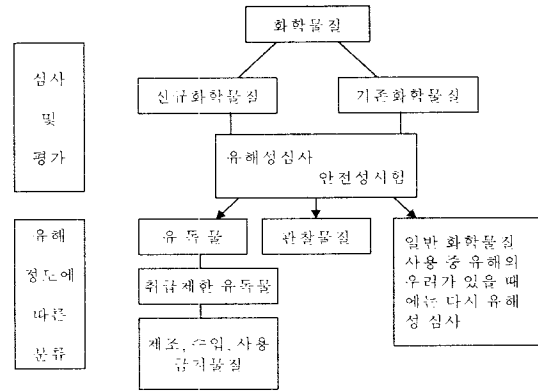 화학물질
심사
및
평가
신규화학물질
기존화학물질
유해성심사
안전성시험
유해
정도에
따른
분류
유독물
관찰물질
일반 화학물질
사용 중 유해의
우려가 있을 때
에는 다시 유해
성 심사
취급제한 유독물
제조, 수입, 사용
금지물질